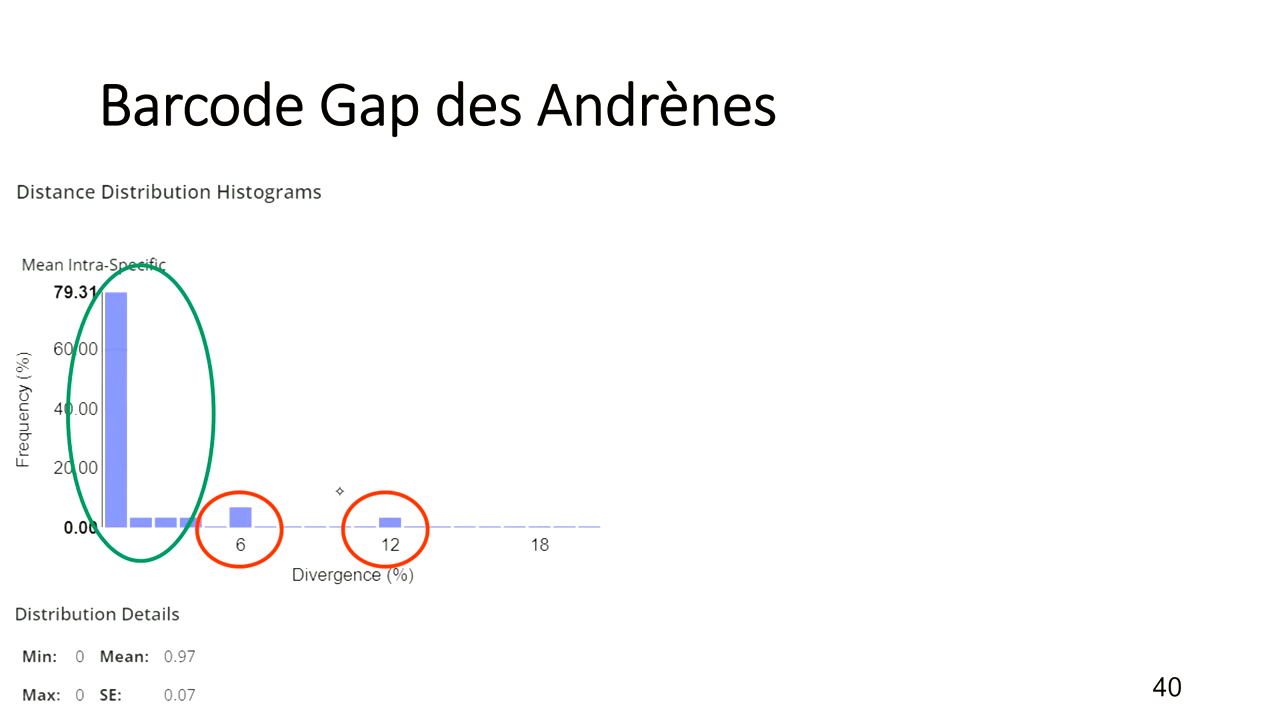 Barcode Gap des Andrènes
Distance Distribution Histograms
Mean Intra-Specific
79.31
60.00
40.00
20.00
0.00
Frequency (%)
6 12 18
Divergence (%)
Distribution Details
Min: 0 Mean: 0.97
Max: 0 SE: 0.07
40